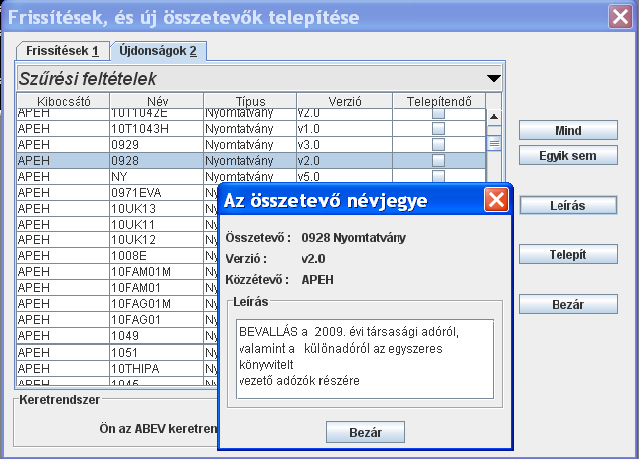 Frissítések, és új összetevők telepítése
Frissítések 1 Újdonságok 2
Szűrési feltételek
Kibocsátó Név Típus Verzió Telepítendő
APEH 10T1042E Nyomtatvány v2.0
APEH 10T1043H Nyomtatvány v1.0
APEH 0929 Nyomtatvány v3.0
APEH 0928 Nyomtatvány v2.0
APEH NY Nyomtatvány v5.0
APEH 0971EVA Ny
APEH 10UK13 Ny
APEH 10UK11 Ny
APEH 10UK12 Ny
APEH 1008E Ny
APEH 10FAM01M Ny
APEH 10FAM01 Ny
APEH 10FAG01M Ny
APEH 10FAG01 Ny
APEH 1049 Ny
APEH 1051 Ny
APEH 10THIPA Ny
APEH 1045 Ny
Keretrendszer
Ön az ABEV keretren
Mind
Egyik sem
Leírás
Telepít
Bezár
Az összetevő névjegye
Összetevő : 0928 Nyomtatvány
Verzió : v2.0
Közzétévő : APEH
Leírás
BEVALLÁS a 2009. évi társasági adóról,
valamint a különadóról az egyszeres
könyvvitelt
vezető adózók részére
Bezár